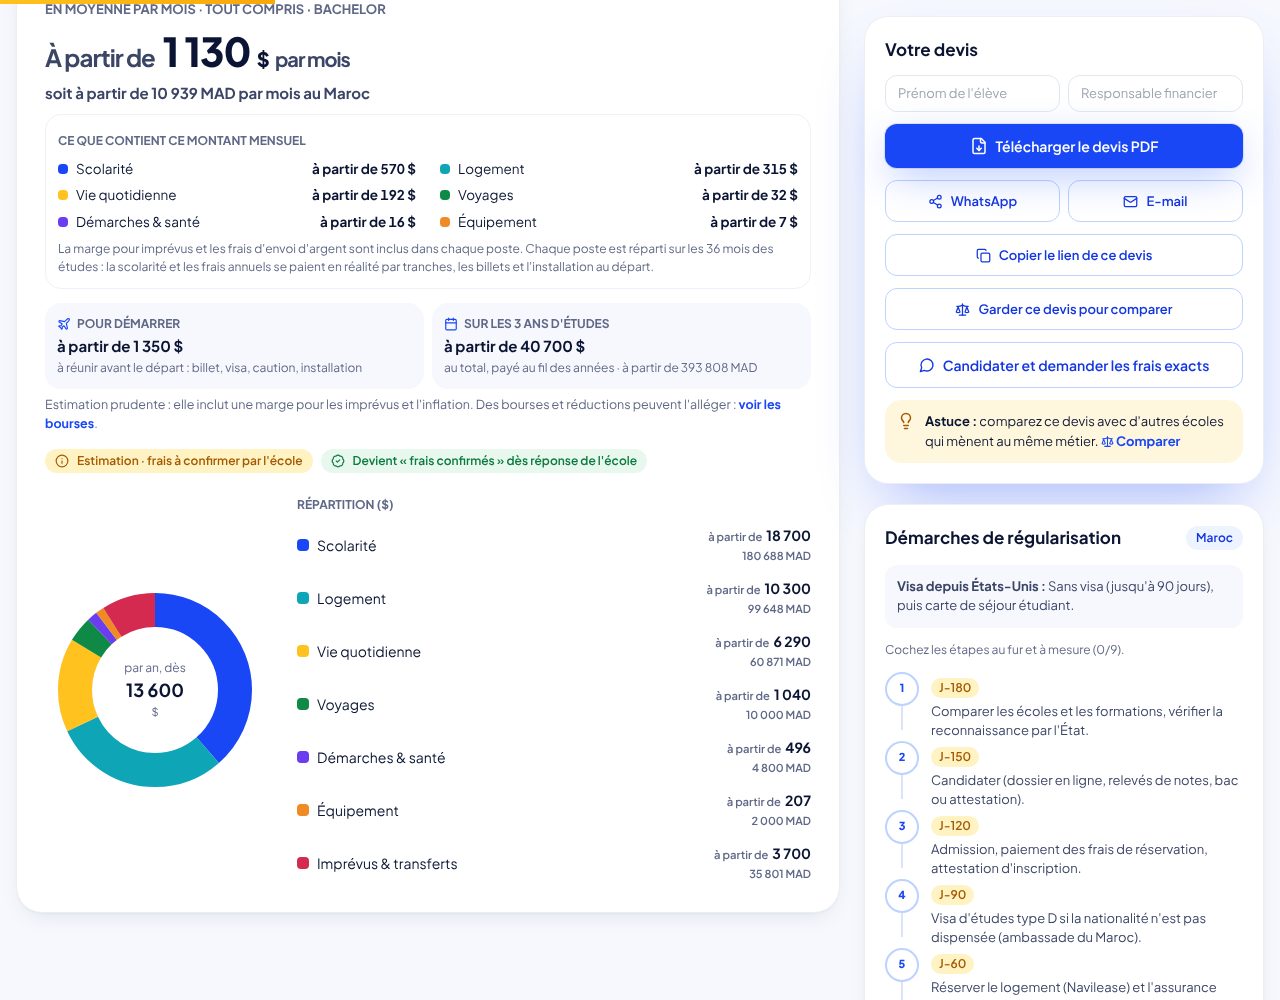 EN MOYENNE PAR MOIS · TOUT COMPRIS · BACHELOR
À partir de 1 130 $ par mois
soit à partir de 10 939 MAD par mois au Maroc
CE QUE CONTIENT CE MONTANT MENSUEL
Scolarité à partir de 570 $
Logement à partir de 315 $
Vie quotidienne à partir de 192 $
Voyages à partir de 32 $
Démarches & santé à partir de 16 $
Équipement à partir de 7 $
La marge pour imprévus et les frais d'envoi d'argent sont inclus dans chaque poste. Chaque poste est réparti sur les 36 mois des
études : la scolarité et les frais annuels se paient en réalité par tranches, les billets et l'installation au départ.
POUR DÉMARRER
à partir de 1 350 $
à réunir avant le départ : billet, visa, caution, installation
SUR LES 3 ANS D'ÉTUDES
à partir de 40 700 $
au total, payé au fil des années · à partir de 393 808 MAD
Estimation prudente : elle inclut une marge pour les imprévus et l'inflation. Des bourses et réductions peuvent l'alléger : voir les
bourses.
Estimation · frais à confirmer par l'école
Devient « frais confirmés » dès réponse de l'école
par an, dès
13 600
$
RÉPARTITION ($)
Scolarité à partir de 18 700
180 688 MAD
Logement à partir de 10 300
99 648 MAD
Vie quotidienne à partir de 6 290
60 871 MAD
Voyages à partir de 1 040
10 000 MAD
Démarches & santé à partir de 496
4 800 MAD
Équipement à partir de 207
2 000 MAD
Imprévus & transferts à partir de 3 700
35 801 MAD
Votre devis
Prénom de l'élève
Responsable financier
Télécharger le devis PDF
WhatsApp
E-mail
Copier le lien de ce devis
Garder ce devis pour comparer
Candidater et demander les frais exacts
Astuce : comparez ce devis avec d'autres écoles
qui mènent au même métier. Comparer
Démarches de régularisation
Maroc
Visa depuis États-Unis : Sans visa (jusqu'à 90 jours),
puis carte de séjour étudiant.
Cochez les étapes au fur et à mesure (0/9).
1 J-180
Comparer les écoles et les formations, vérifier la
reconnaissance par l'État.
2 J-150
Candidater (dossier en ligne, relevés de notes, bac
ou attestation).
3 J-120
Admission, paiement des frais de réservation,
attestation d'inscription.
4 J-90
Visa d'études type D si la nationalité n'est pas
dispensée (ambassade du Maroc).
5 J-60
Réserver le logement (Navilease) et l'assurance